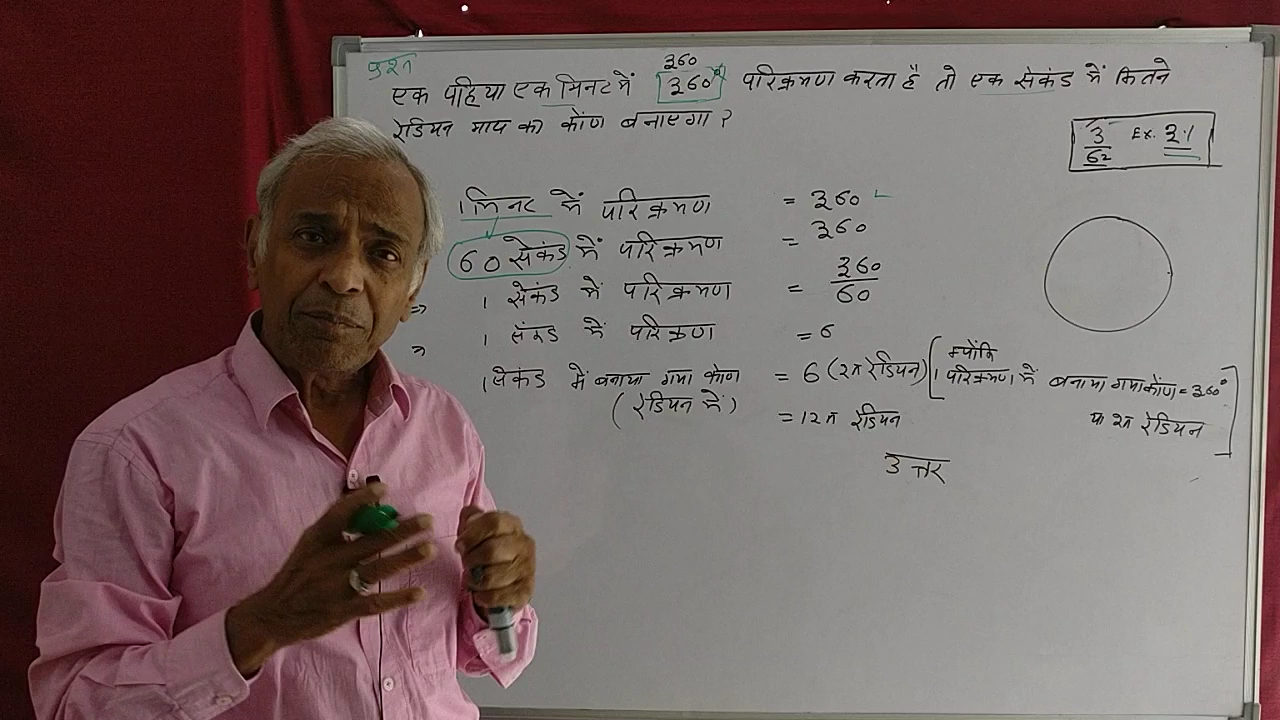 प्रश्न
360
एक पहिया एक मिनट में 360° परिक्रमण करता है तो एक सेकंड में कितने
रेडियन माप का कोंण बनाएगा ?
3/62 Ex. 3.1
1 मिनट में परिक्रमण = 360
60 सेकंड में परिक्रमण = 360
⇒ 1 सेकंड में परिक्रमण = 360/60
⇒ 1 सेकंड में परिक्रण = 6
1 सेकंड में बनाया गया कोण = 6 (2π रेडियन) [ क्योंकि
1 परिक्रमण में बनाया गया कोंण = 360°
(रेडियन में) = 12π रेडियन
या 2π रेडियन ]
उत्तर